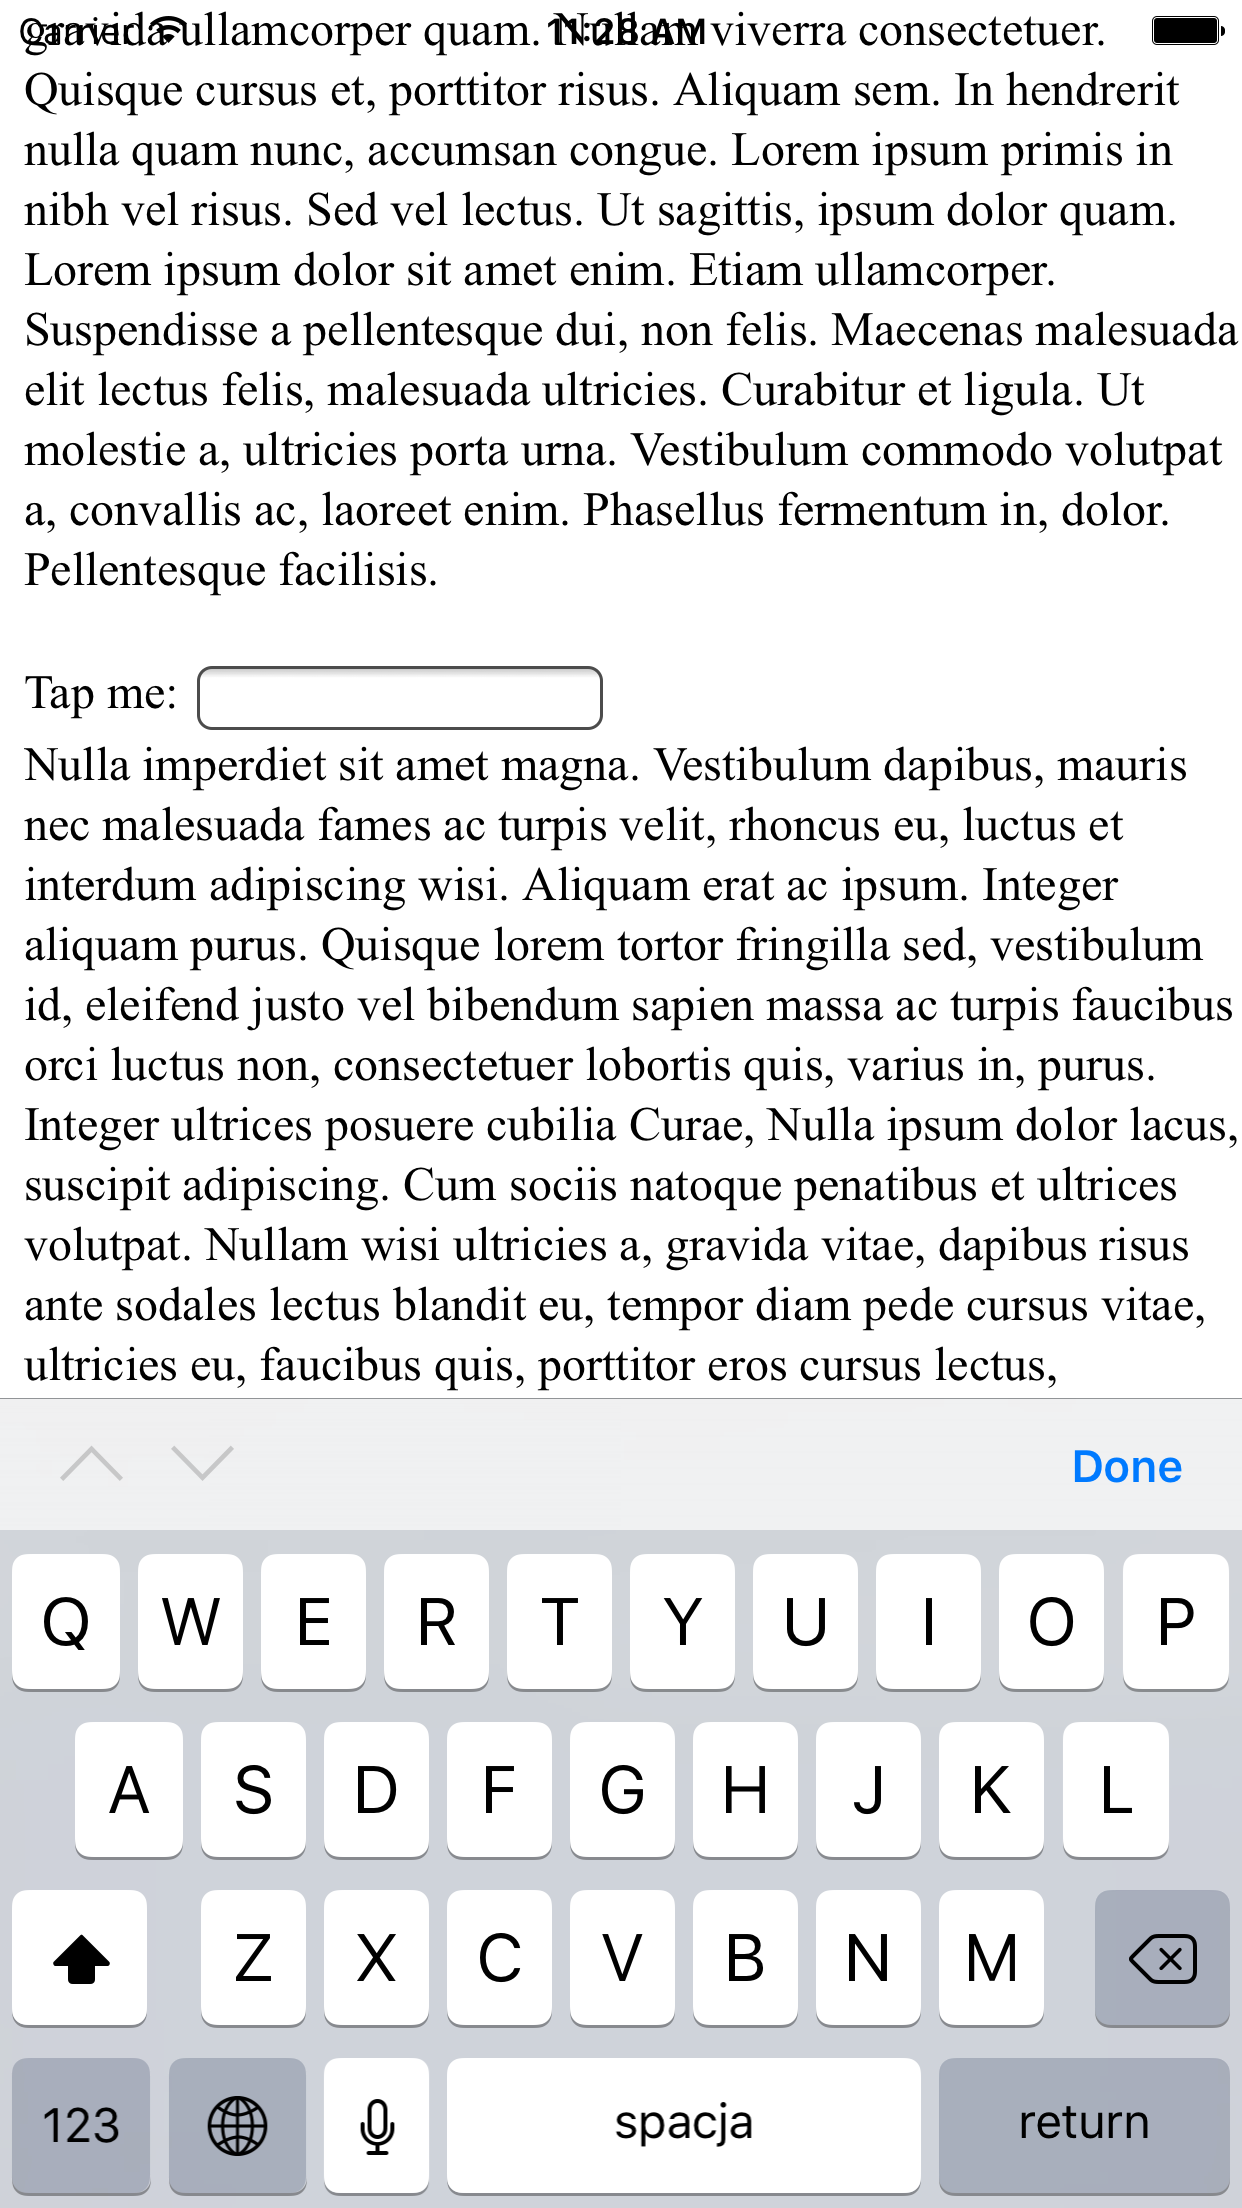 Carrier 11:28 AM
gravida ullamcorper quam. Nullam viverra consectetuer.
Quisque cursus et, porttitor risus. Aliquam sem. In hendrerit
nulla quam nunc, accumsan congue. Lorem ipsum primis in
nibh vel risus. Sed vel lectus. Ut sagittis, ipsum dolor quam.
Lorem ipsum dolor sit amet enim. Etiam ullamcorper.
Suspendisse a pellentesque dui, non felis. Maecenas malesuada
elit lectus felis, malesuada ultricies. Curabitur et ligula. Ut
molestie a, ultricies porta urna. Vestibulum commodo volutpat
a, convallis ac, laoreet enim. Phasellus fermentum in, dolor.
Pellentesque facilisis.
Tap me:
Nulla imperdiet sit amet magna. Vestibulum dapibus, mauris
nec malesuada fames ac turpis velit, rhoncus eu, luctus et
interdum adipiscing wisi. Aliquam erat ac ipsum. Integer
aliquam purus. Quisque lorem tortor fringilla sed, vestibulum
id, eleifend justo vel bibendum sapien massa ac turpis faucibus
orci luctus non, consectetuer lobortis quis, varius in, purus.
Integer ultrices posuere cubilia Curae, Nulla ipsum dolor lacus,
suscipit adipiscing. Cum sociis natoque penatibus et ultrices
volutpat. Nullam wisi ultricies a, gravida vitae, dapibus risus
ante sodales lectus blandit eu, tempor diam pede cursus vitae,
ultricies eu, faucibus quis, porttitor eros cursus lectus,
Done
Q W E R T Y U I O P
A S D F G H J K L
Z X C V B N M
123 spacja return